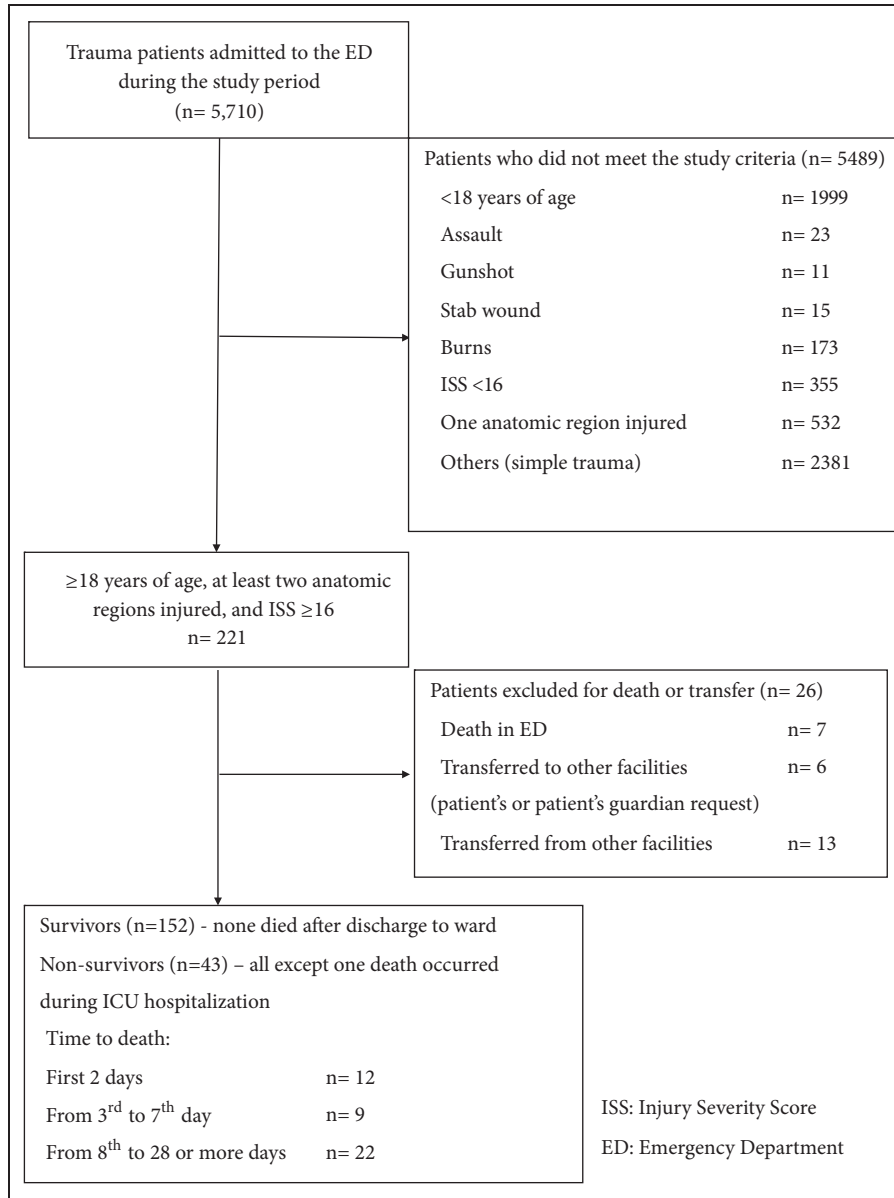 Trauma patients admitted to the ED
during the study period
(n= 5,710)
Patients who did not meet the study criteria (n= 5489)
<18 years of age n= 1999
Assault n= 23
Gunshot n= 11
Stab wound n= 15
Burns n= 173
ISS <16 n= 355
One anatomic region injured n= 532
Others (simple trauma) n= 2381
≥18 years of age, at least two anatomic
regions injured, and ISS ≥16
n= 221
Patients excluded for death or transfer (n= 26)
Death in ED n= 7
Transferred to other facilities n= 6
(patient's or patient's guardian request)
Transferred from other facilities n= 13
Survivors (n=152) - none died after discharge to ward
Non-survivors (n=43) – all except one death occurred
during ICU hospitalization
Time to death:
First 2 days n= 12
From 3rd to 7th day n= 9
From 8th to 28 or more days n= 22
ISS: Injury Severity Score
ED: Emergency Department